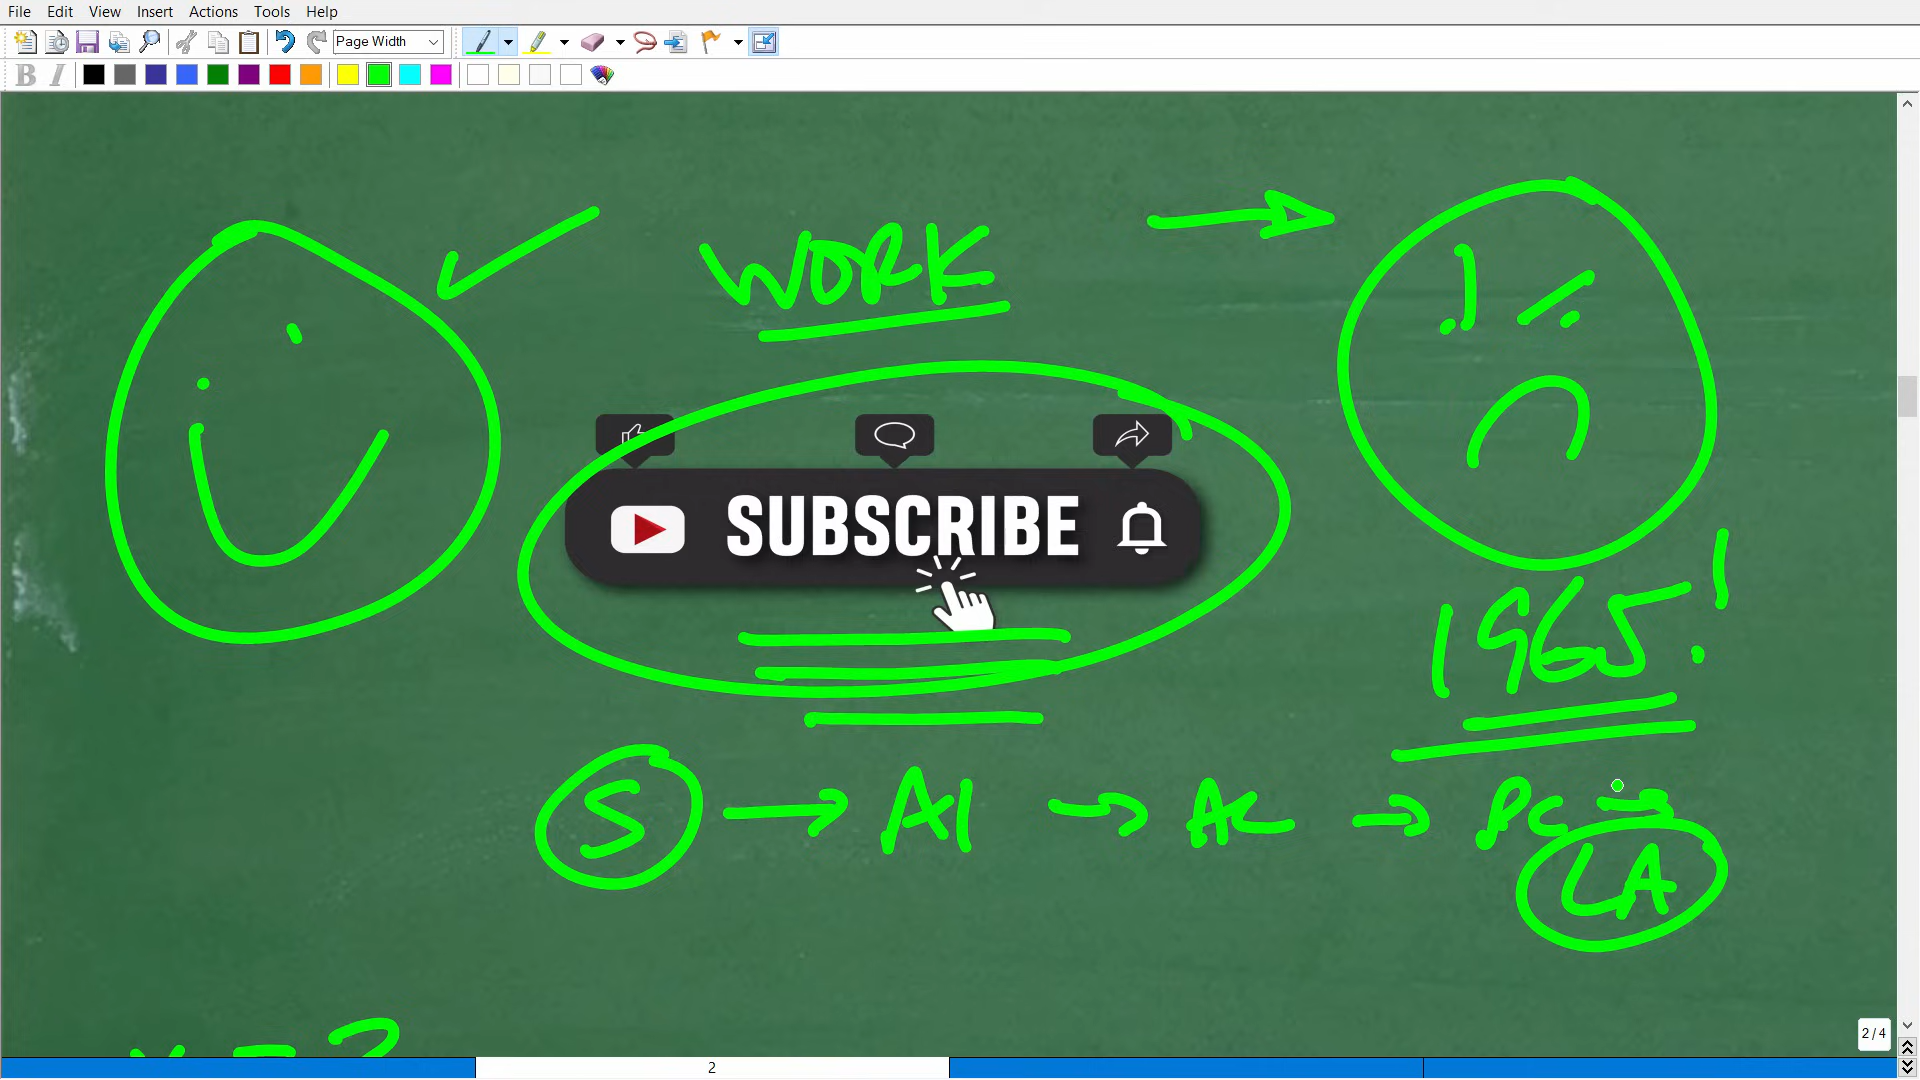 File Edit View Insert Actions Tools Help
Page Width
B I
WORK
SUBSCRIBE
1965!
S → A1 → AC → PC →
LA
2 / 4
2